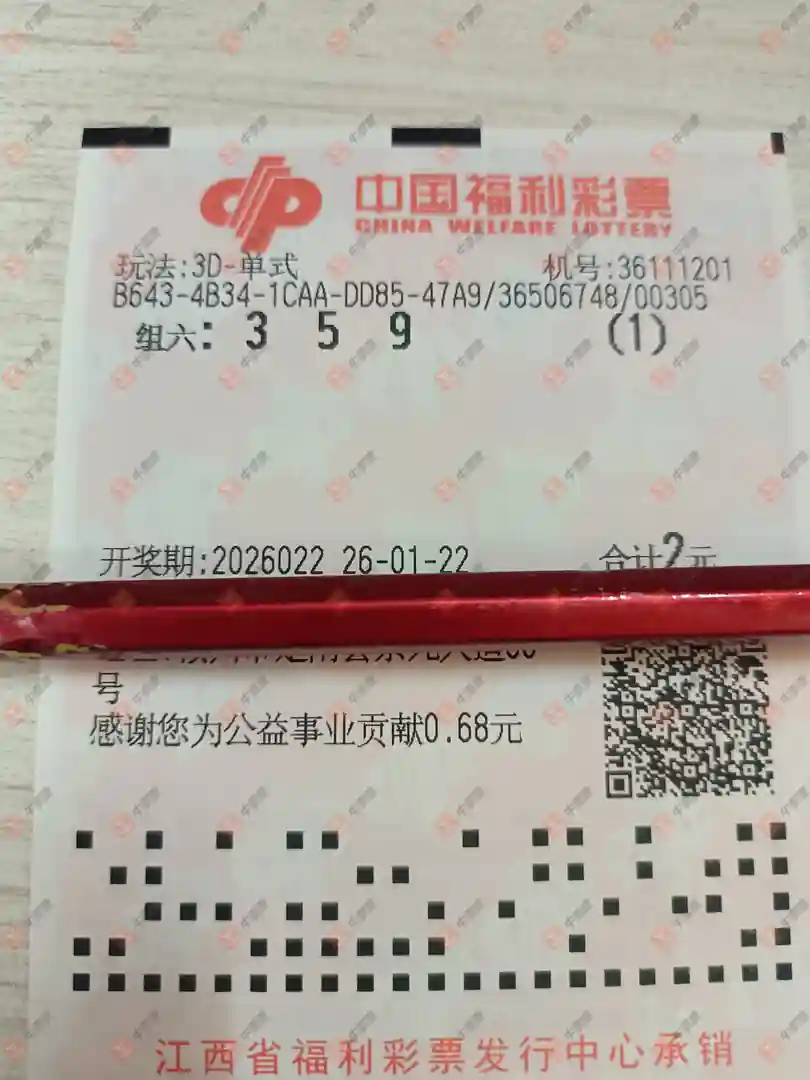 中国福利彩票
CHINA WELFARE LOTTERY
玩法:3D-单式 机号:36111201
B643-4B34-1CAA-DD85-47A9/36506748/00305
组六: 3 5 9 (1)
开奖期:2026022 26-01-22 合计2元
号
感谢您为公益事业贡献0.68元
江西省福利彩票发行中心承销